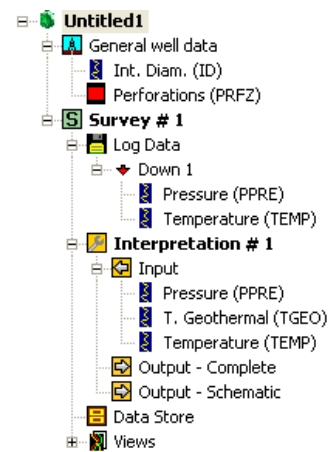 Untitled1
General well data
Int. Diam. (ID)
Perforations (PRFZ)
S Survey # 1
Log Data
Down 1
Pressure (PPRE)
Temperature (TEMP)
Interpretation # 1
Input
Pressure (PPRE)
T. Geothermal (TGEO)
Temperature (TEMP)
Output - Complete
Output - Schematic
Data Store
Views